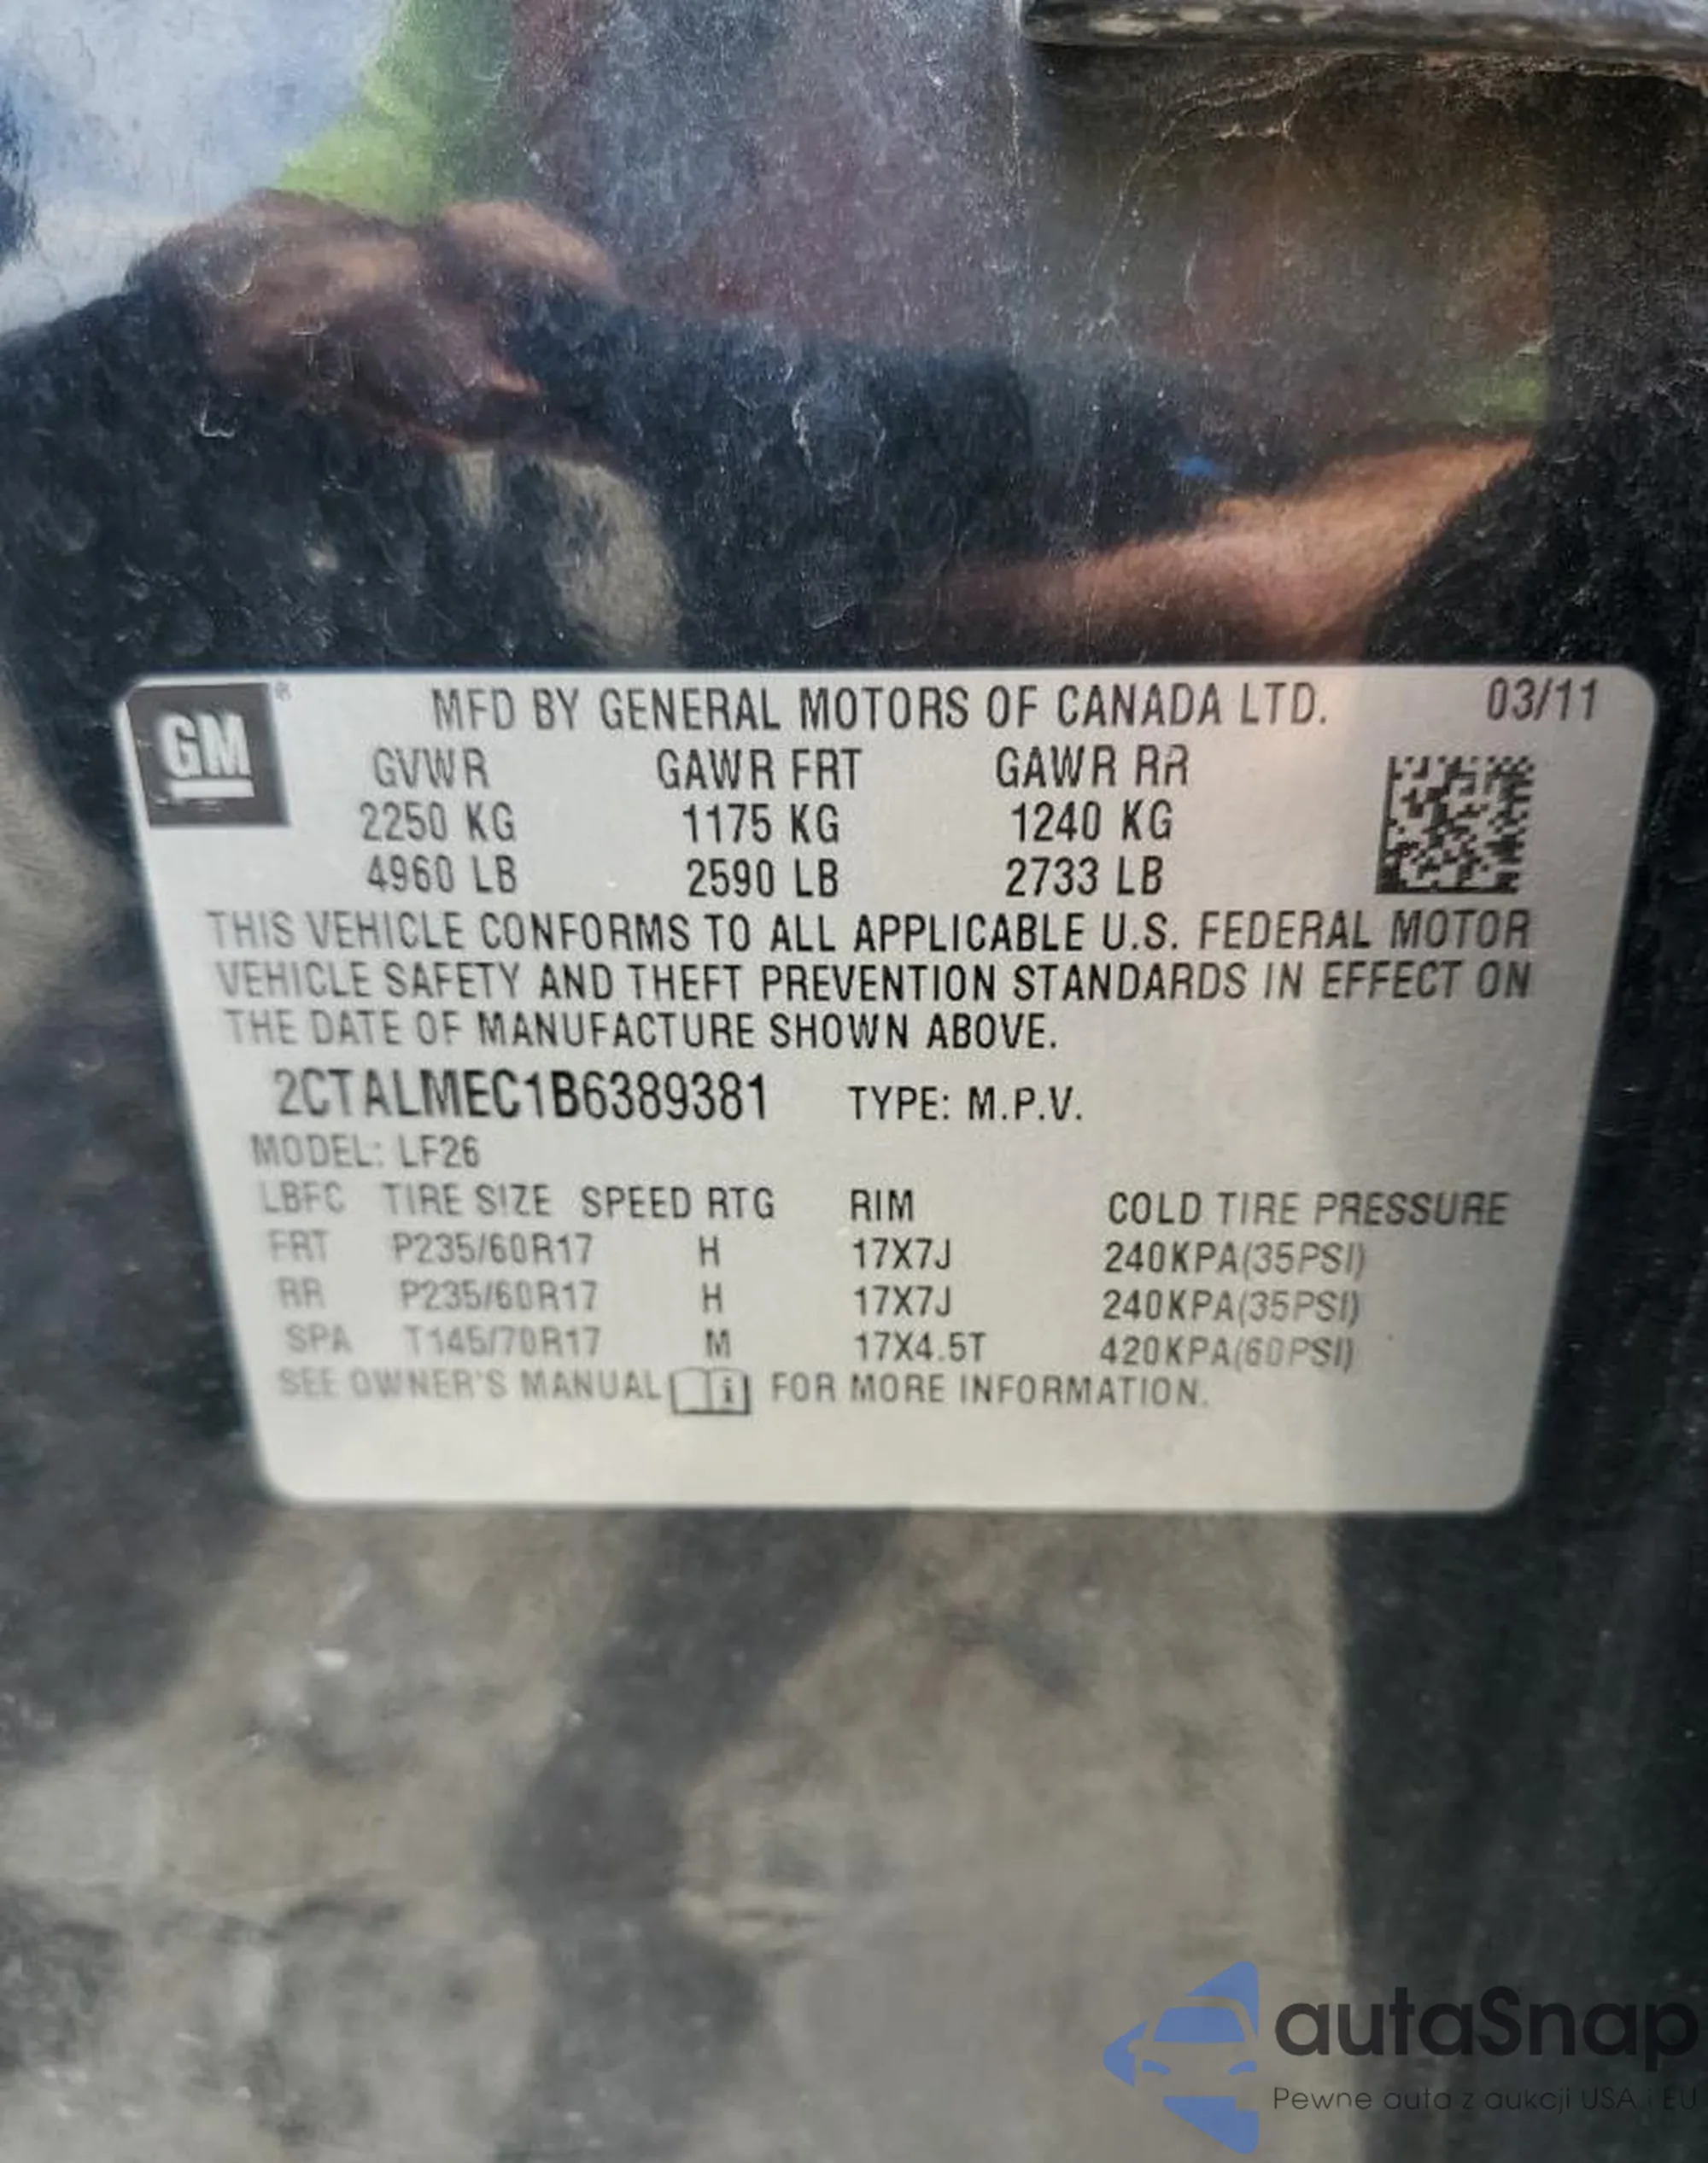 GM®
MFD BY GENERAL MOTORS OF CANADA LTD. 03/11
GVWR GAWR FRT GAWR RR
2250 KG 1175 KG 1240 KG
4960 LB 2590 LB 2733 LB
THIS VEHICLE CONFORMS TO ALL APPLICABLE U.S. FEDERAL MOTOR
VEHICLE SAFETY AND THEFT PREVENTION STANDARDS IN EFFECT ON
THE DATE OF MANUFACTURE SHOWN ABOVE.
2CTALMEC1B6389381 TYPE: M.P.V.
MODEL: LF26
LBFC TIRE SIZE SPEED RTG RIM COLD TIRE PRESSURE
FRT P235/60R17 H 17X7J 240KPA(35PSI)
RR P235/60R17 H 17X7J 240KPA(35PSI)
SPA T145/70R17 M 17X4.5T 420KPA(60PSI)
SEE OWNER'S MANUAL i FOR MORE INFORMATION.
autaSnap
Pewne auta z aukcji USA i EU